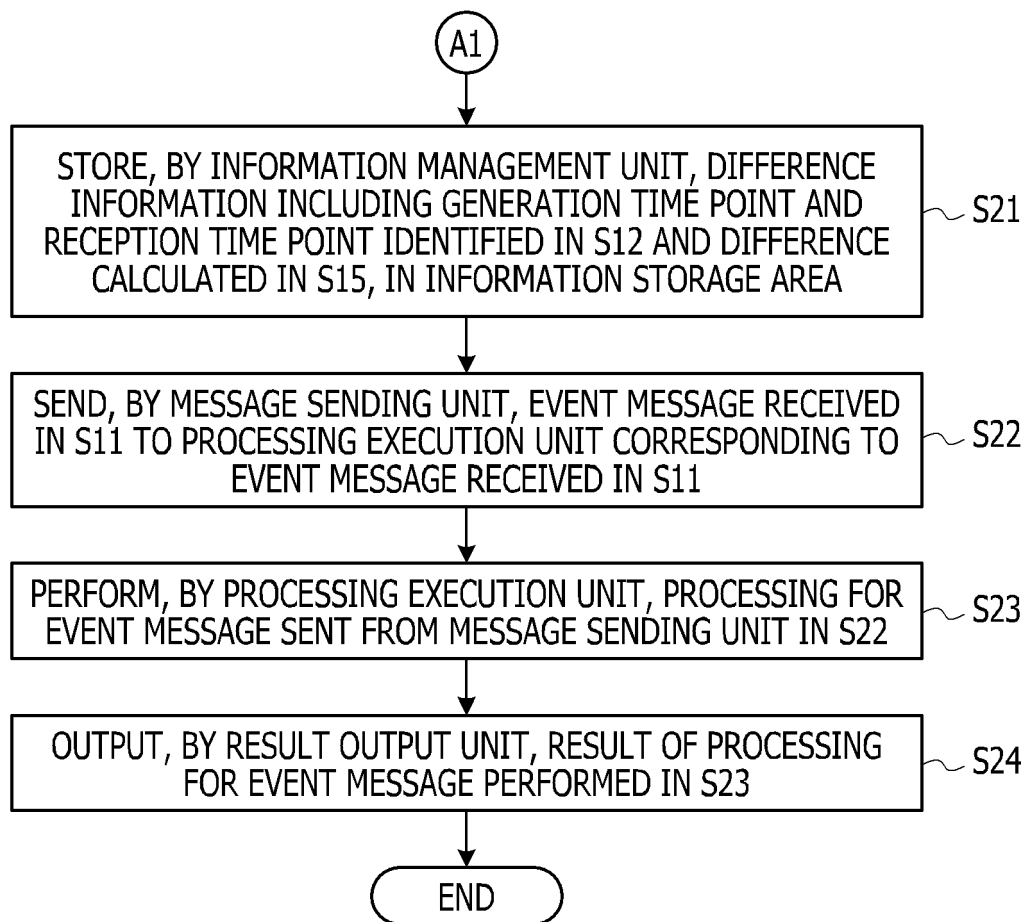 A1
STORE, BY INFORMATION MANAGEMENT UNIT, DIFFERENCE
INFORMATION INCLUDING GENERATION TIME POINT AND
RECEPTION TIME POINT IDENTIFIED IN S12 AND DIFFERENCE
CALCULATED IN S15, IN INFORMATION STORAGE AREA
S21
SEND, BY MESSAGE SENDING UNIT, EVENT MESSAGE RECEIVED
IN S11 TO PROCESSING EXECUTION UNIT CORRESPONDING TO
EVENT MESSAGE RECEIVED IN S11
S22
PERFORM, BY PROCESSING EXECUTION UNIT, PROCESSING FOR
EVENT MESSAGE SENT FROM MESSAGE SENDING UNIT IN S22
S23
OUTPUT, BY RESULT OUTPUT UNIT, RESULT OF PROCESSING
FOR EVENT MESSAGE PERFORMED IN S23
S24
END